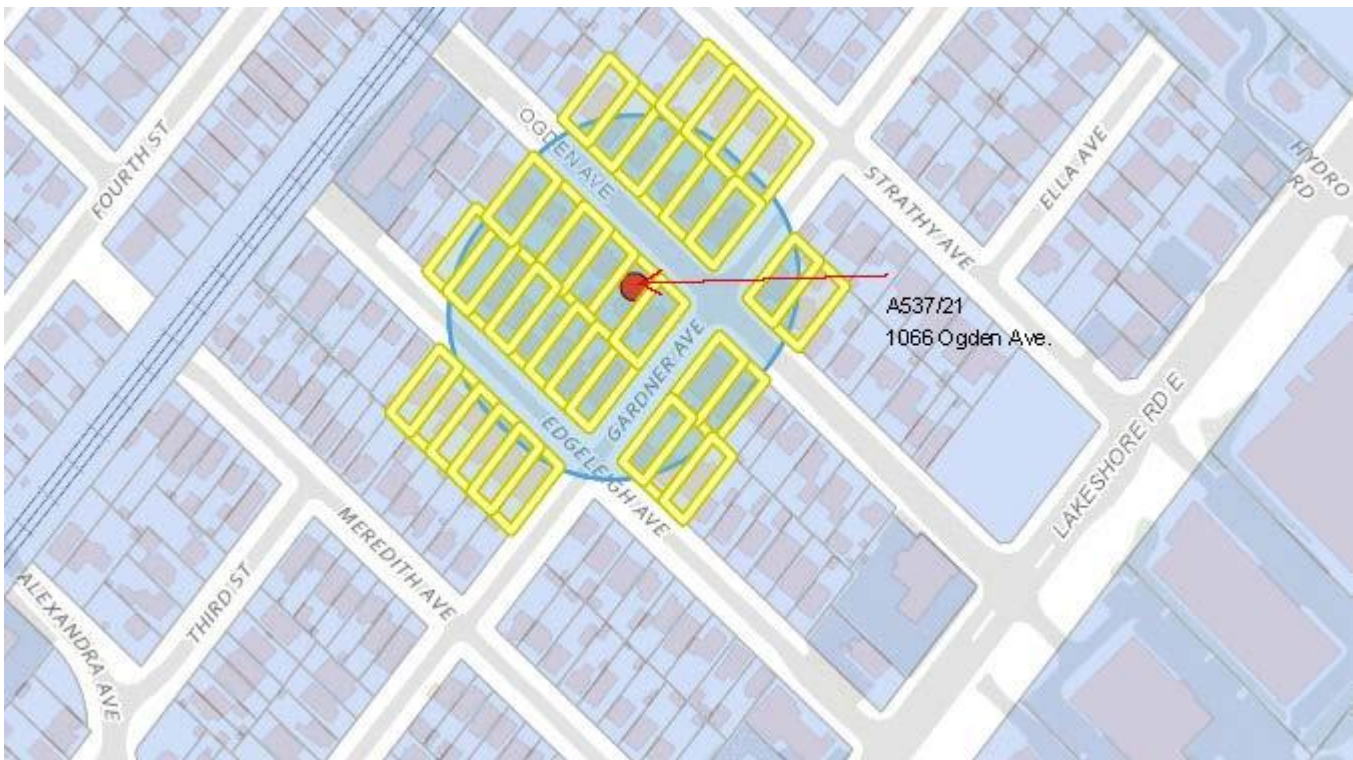 FOURTH ST
OGDEN AVE
STRATHY AVE
ELLA AVE
HYDRO
RD
A537/21
1066 Ogden Ave.
GARDNER AVE
EDGELEIGH AVE
LAKESHORE RD E
MEREDITH AVE
THIRD ST
ALEXANDRA AVE